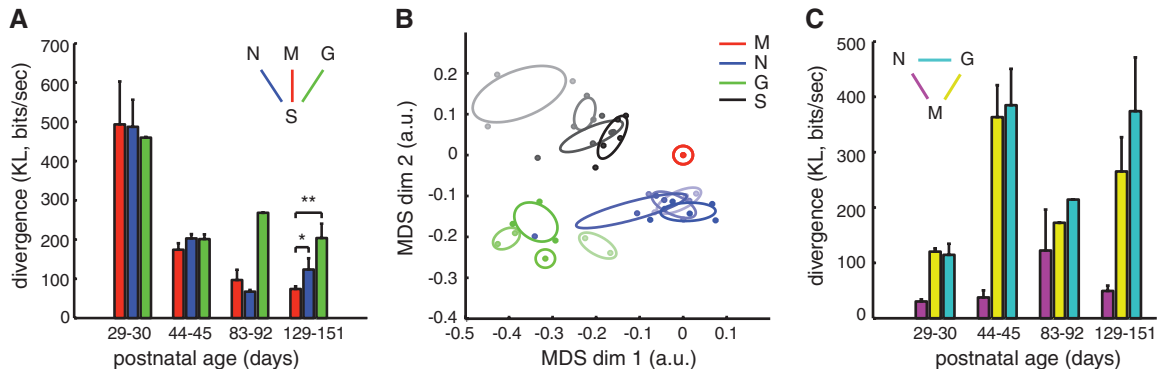 A
divergence (KL, bits/sec)
700
600
500
400
300
200
100
0
N M G
S
**
*
29-30 44-45 83-92 129-151
postnatal age (days)
B
MDS dim 2 (a.u.)
0.2
0.1
0
-0.1
-0.2
-0.3
-0.4
M
N
G
S
-0.5 -0.4 -0.3 -0.2 -0.1 0 0.1
MDS dim 1 (a.u.)
C
divergence (KL, bits/sec)
500
400
300
200
100
0
N G
M
29-30 44-45 83-92 129-151
postnatal age (days)